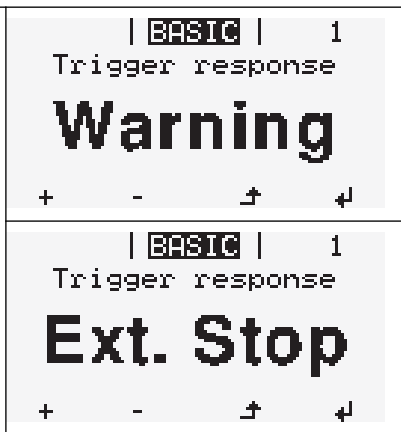 | BASIC | 1
Trigger response
Warning
+ -
| BASIC | 1
Trigger response
Ext. Stop
+ -